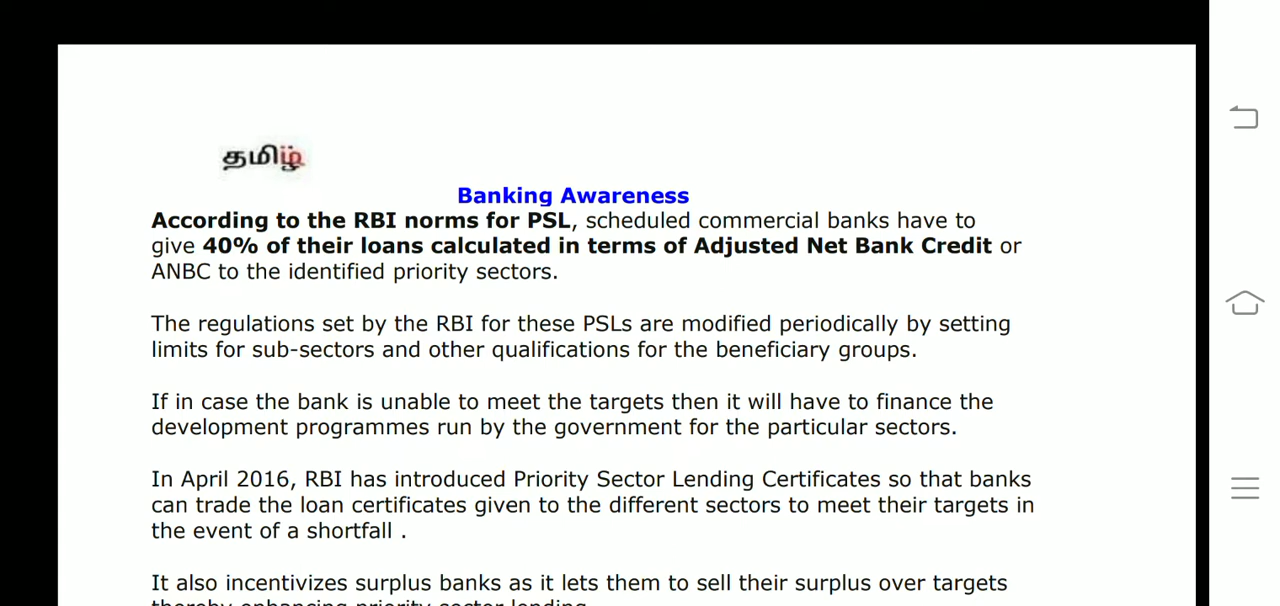 தமிழ்
Banking Awareness
According to the RBI norms for PSL, scheduled commercial banks have to
give 40% of their loans calculated in terms of Adjusted Net Bank Credit or
ANBC to the identified priority sectors.
The regulations set by the RBI for these PSLs are modified periodically by setting
limits for sub-sectors and other qualifications for the beneficiary groups.
If in case the bank is unable to meet the targets then it will have to finance the
development programmes run by the government for the particular sectors.
In April 2016, RBI has introduced Priority Sector Lending Certificates so that banks
can trade the loan certificates given to the different sectors to meet their targets in
the event of a shortfall .
It also incentivizes surplus banks as it lets them to sell their surplus over targets
thereby enhancing priority sector lending